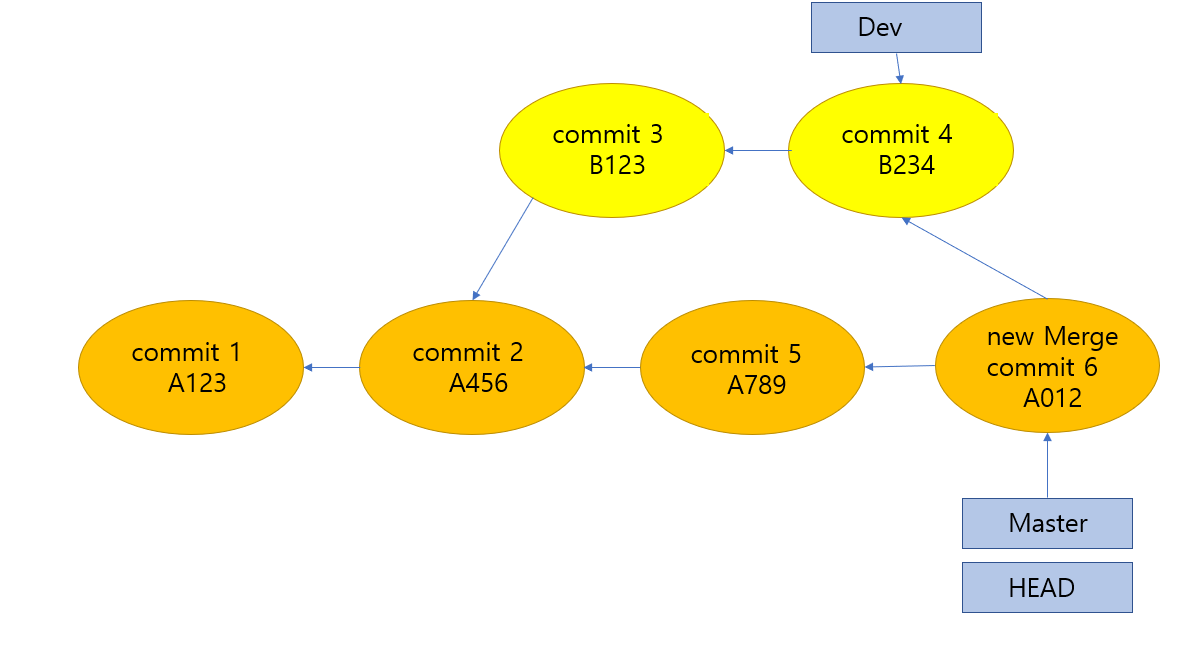 Dev
commit 3
B123
commit 4
B234
commit 1
A123
commit 2
A456
commit 5
A789
new Merge
commit 6
A012
Master
HEAD